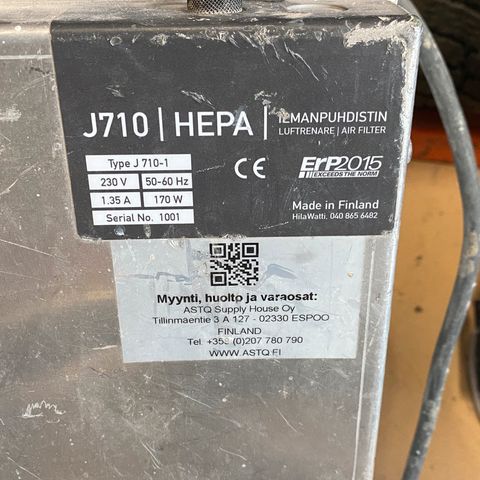 J710 | HEPA | ILMANPUHDISTIN
LUFTRENARE | AIR FILTER
Type J 710-1
230 V 50-60 Hz
1.35 A 170 W
Serial No. 1001
CE
ErP2015
EXCEEDS THE NORM
Made in Finland
HilaWatti. 040 865 6482
Myynti, huolto ja varaosat:
ASTQ Supply House Oy
Tillinmäentie 3 A 127 - 02330 ESPOO
FINLAND
Tel. +358 (0)207 780 790
WWW.ASTQ.FI